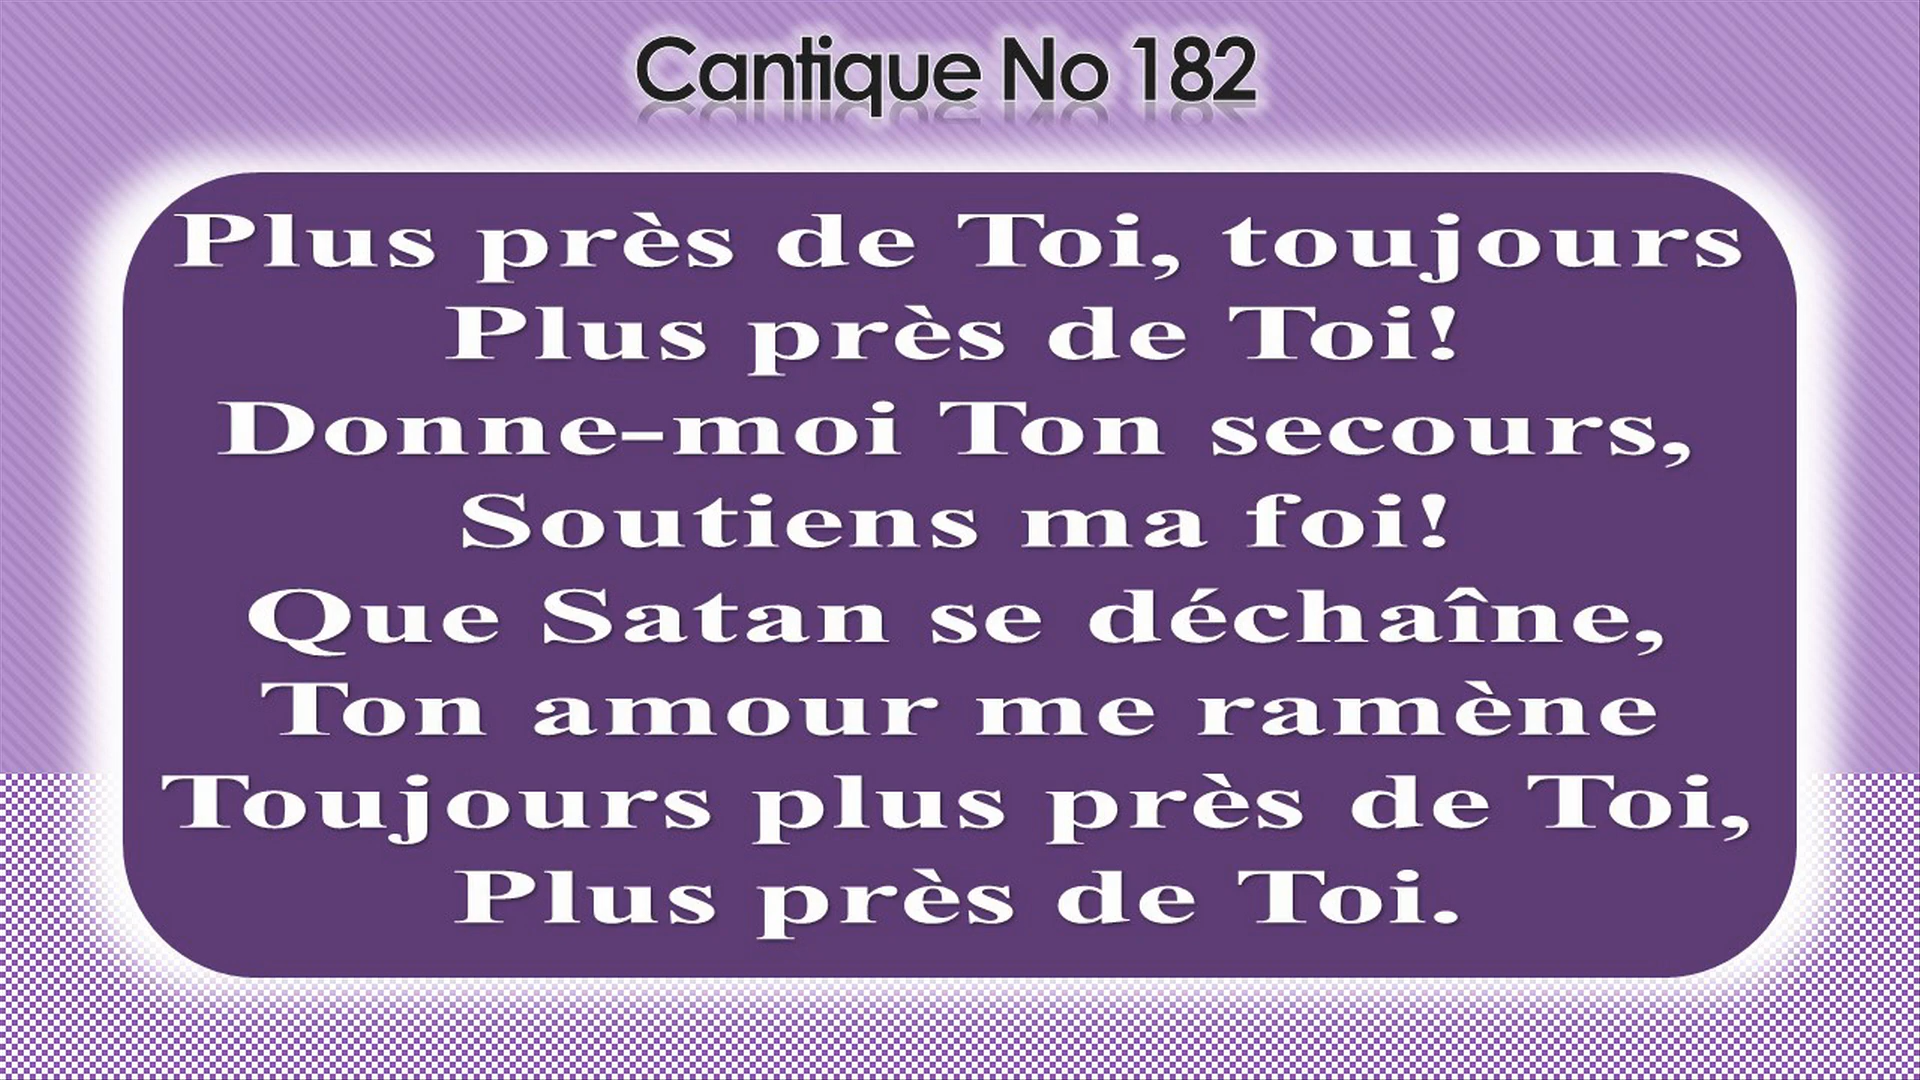 Cantique No 182
Plus près de Toi, toujours
Plus près de Toi!
Donne-moi Ton secours,
Soutiens ma foi!
Que Satan se déchaîne,
Ton amour me ramène
Toujours plus près de Toi,
Plus près de Toi.